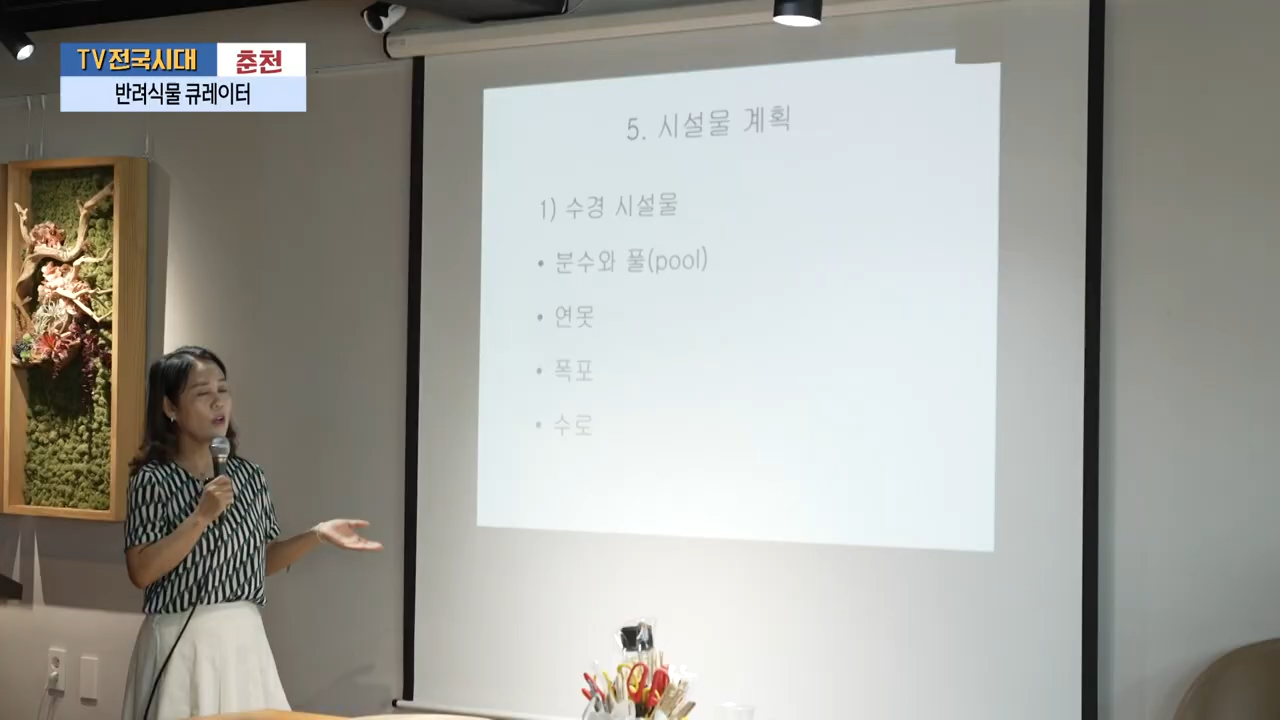 TV전국시대 춘천
반려식물 큐레이터
5. 시설물 계획
1) 수경 시설물
• 분수와 풀(pool)
• 연못
• 폭포
• 수로